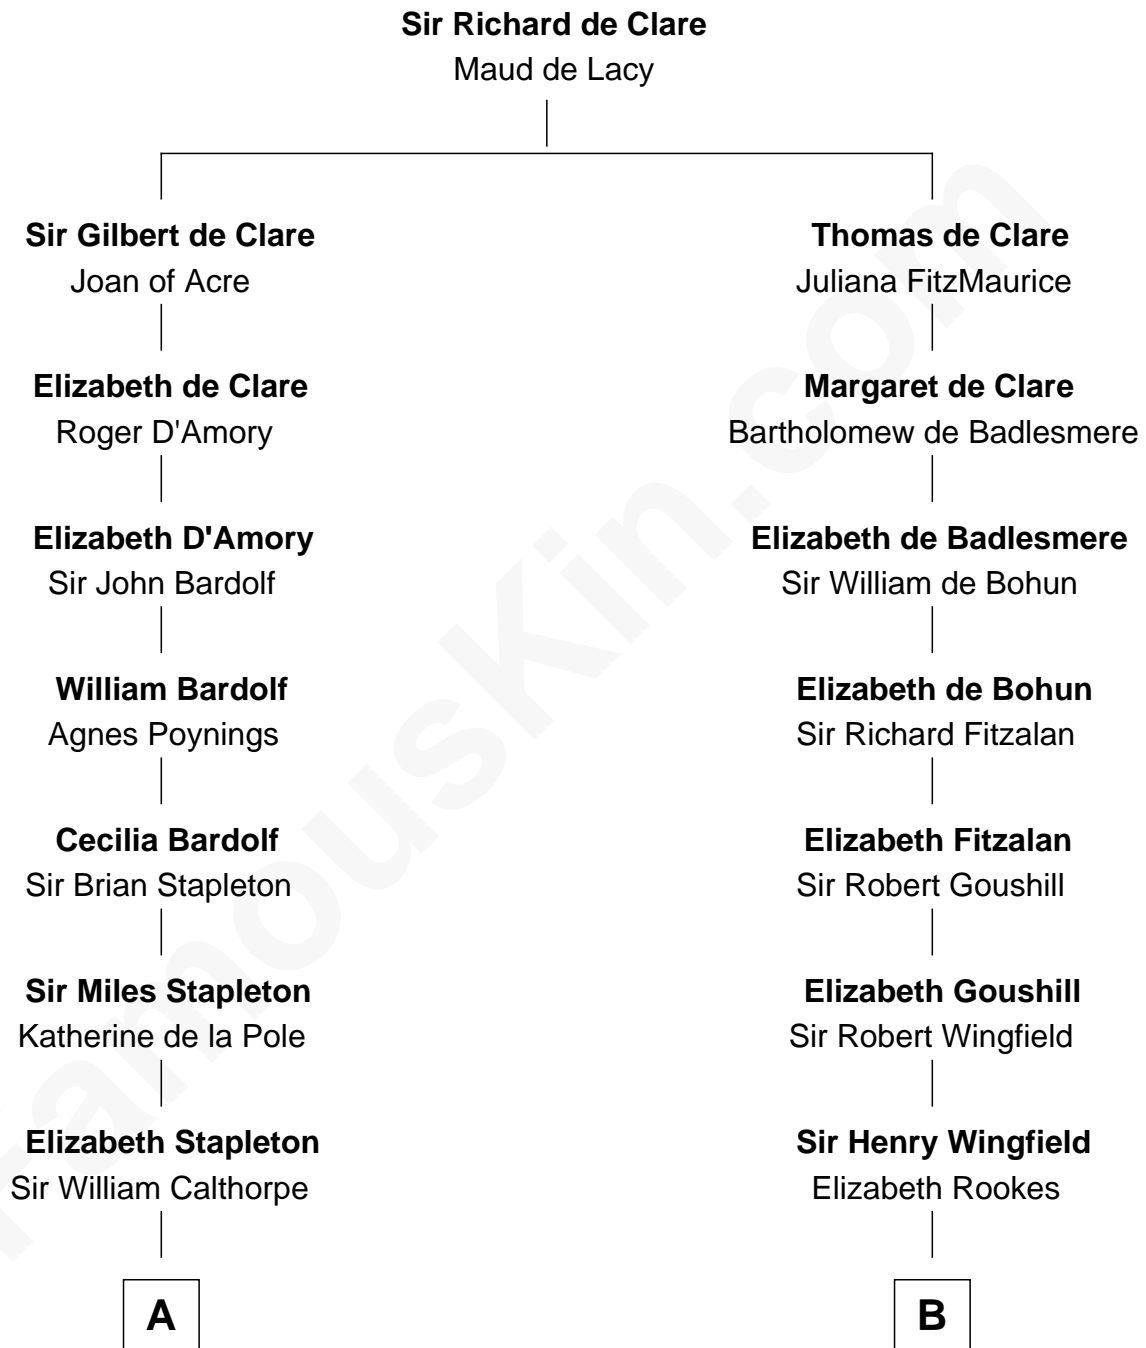 Sir Richard de Clare
Maud de Lacy
Sir Gilbert de Clare
Joan of Acre
Elizabeth de Clare
Roger D'Amory
Elizabeth D'Amory
Sir John Bardolf
William Bardolf
Agnes Poynings
Cecilia Bardolf
Sir Brian Stapleton
Sir Miles Stapleton
Katherine de la Pole
Elizabeth Stapleton
Sir William Calthorpe
A
Thomas de Clare
Juliana FitzMaurice
Margaret de Clare
Bartholomew de Badlesmere
Elizabeth de Badlesmere
Sir William de Bohun
Elizabeth de Bohun
Sir Richard Fitzalan
Elizabeth Fitzalan
Sir Robert Goushill
Elizabeth Goushill
Sir Robert Wingfield
Sir Henry Wingfield
Elizabeth Rookes
B
FamousKin.com